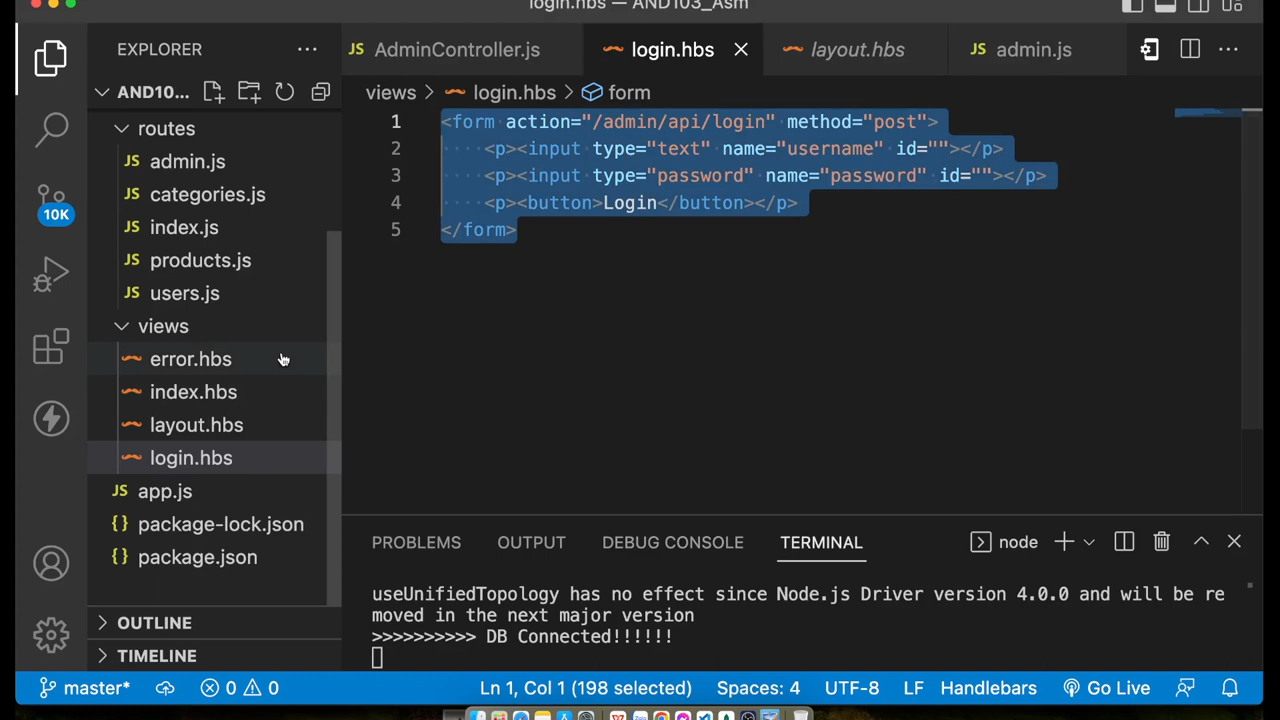 login.hbs — AND103_Asm
EXPLORER
AdminController.js
login.hbs
layout.hbs
admin.js
AND10...
views > login.hbs > form
routes
admin.js
categories.js
index.js
products.js
users.js
views
error.hbs
index.hbs
layout.hbs
login.hbs
app.js
package-lock.json
package.json
OUTLINE
TIMELINE
10K
1 <form action="/admin/api/login" method="post">
2 ····<p><input type="text" name="username" id=""></p>
3 ····<p><input type="password" name="password" id=""></p>
4 ····<p><button>Login</button></p>
5 </form>
PROBLEMS OUTPUT DEBUG CONSOLE TERMINAL
node
useUnifiedTopology has no effect since Node.js Driver version 4.0.0 and will be re
moved in the next major version
>>>>>>>>>> DB Connected!!!!!!
master* 0 0 Ln 1, Col 1 (198 selected) Spaces: 4 UTF-8 LF Handlebars Go Live